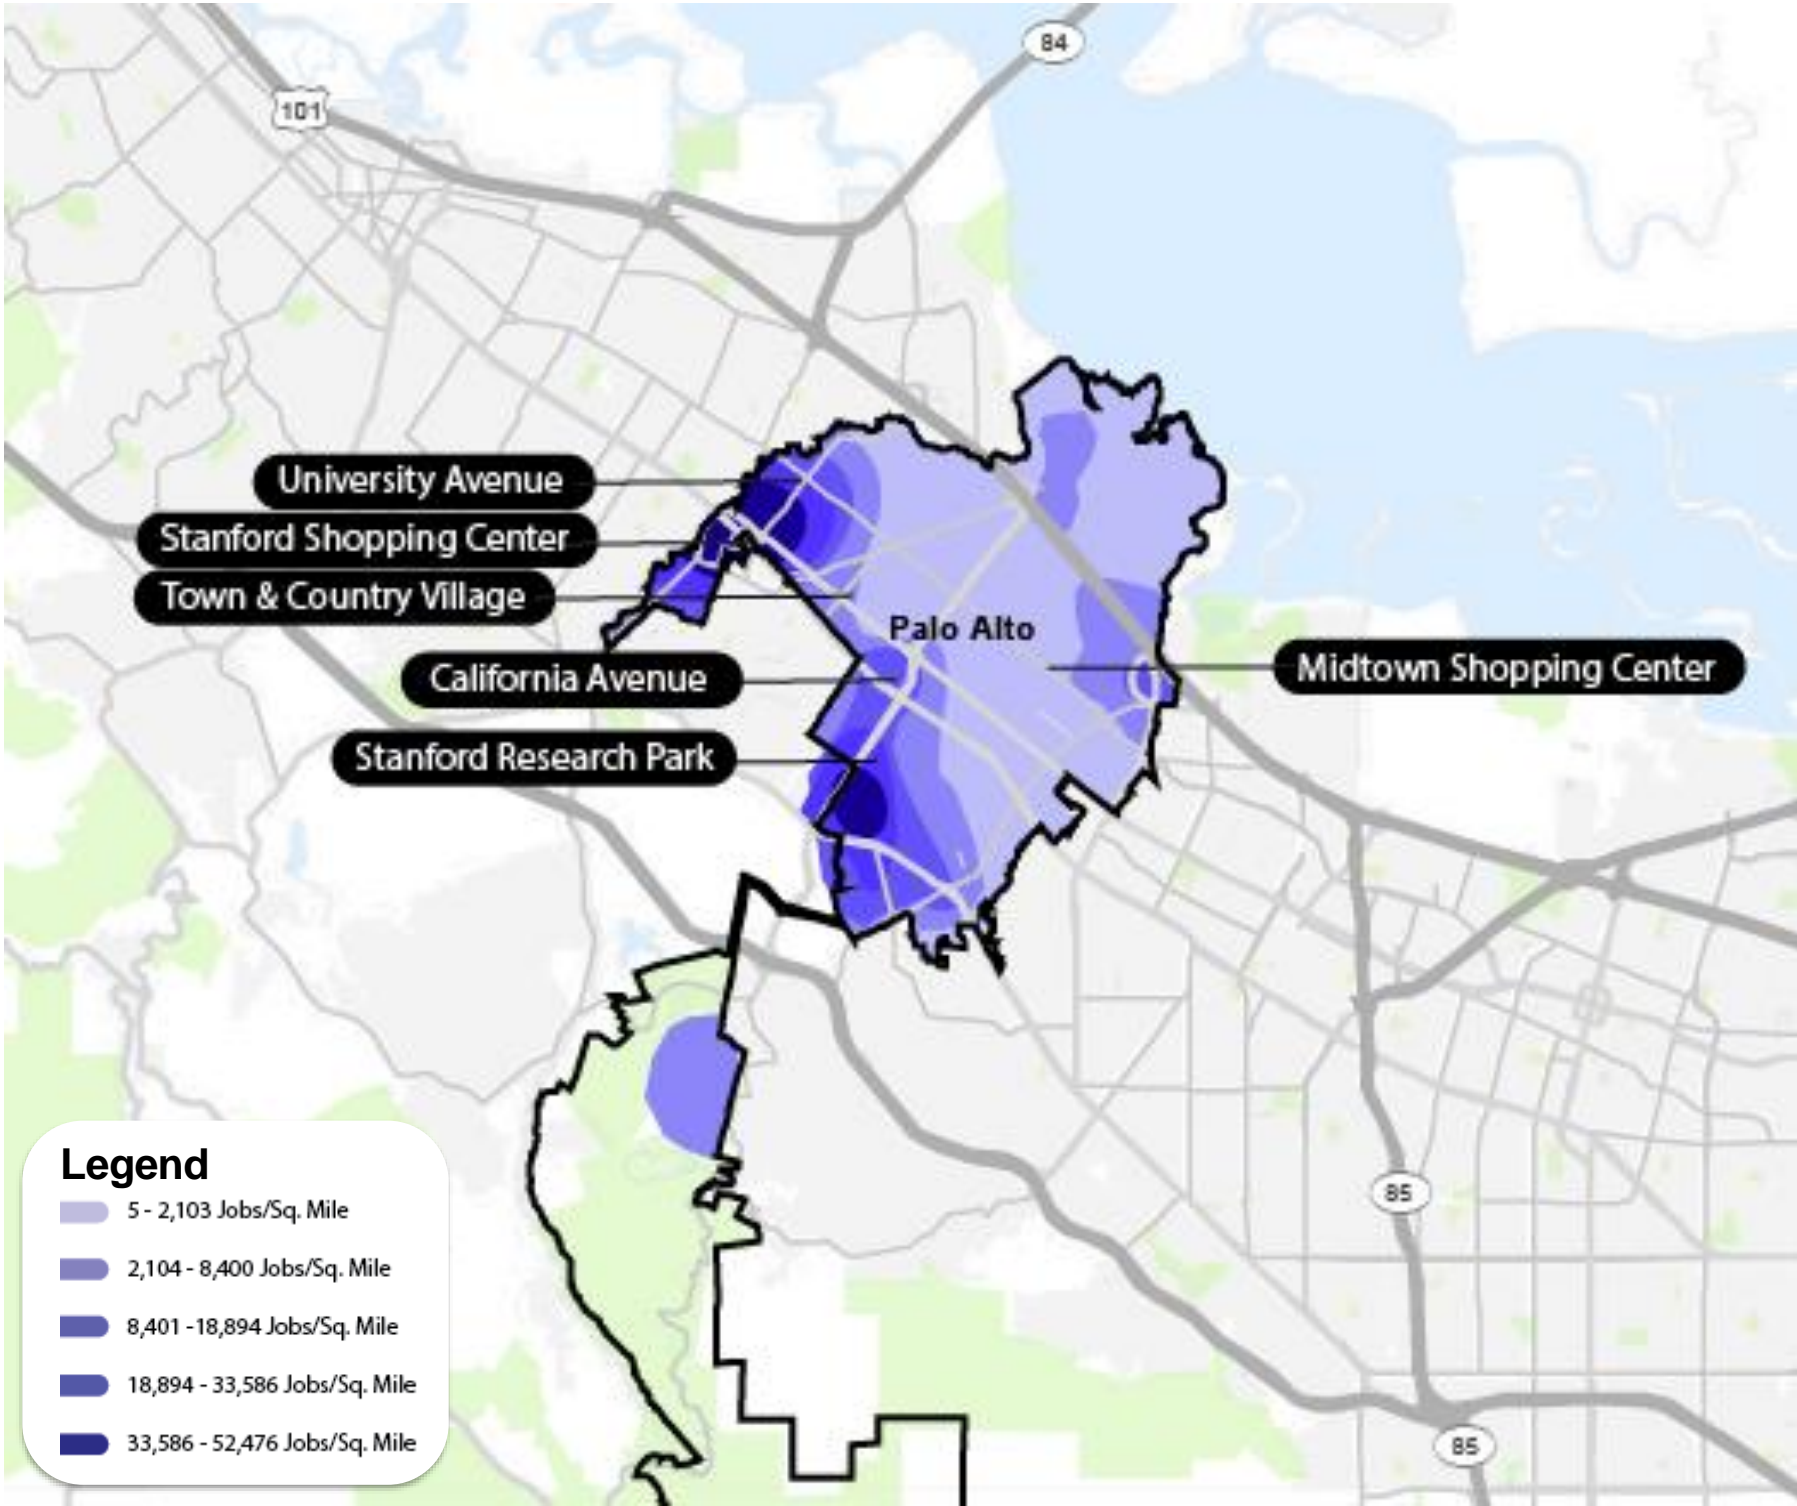 84
101
University Avenue
Stanford Shopping Center
Town & Country Village
Palo Alto
California Avenue
Midtown Shopping Center
Stanford Research Park
Legend
5 - 2,103 Jobs/Sq. Mile
2,104 - 8,400 Jobs/Sq. Mile
8,401 -18,894 Jobs/Sq. Mile
18,894 - 33,586 Jobs/Sq. Mile
33,586 - 52,476 Jobs/Sq. Mile
85
85